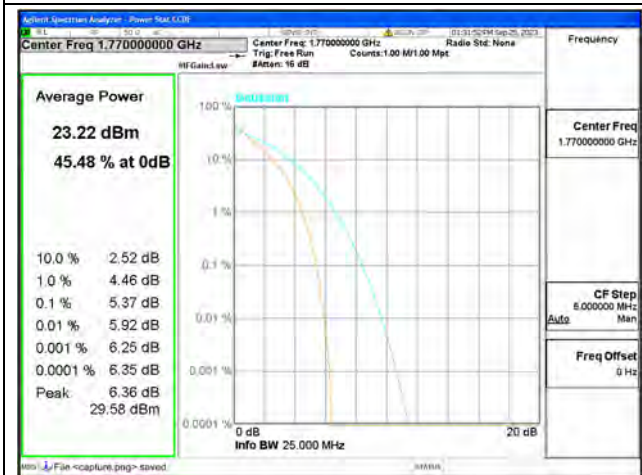 Agilent Spectrum Analyzer - Power Stat CCDF
Center Freq 1.770000000 GHz
Center Freq: 1.770000000 GHz
Radio Std: None
01:31:52 PM Sep 25, 2023
Trig: Free Run
Counts:1.00 M/1.00 Mpt
#IFGain:Low
#Atten: 16 dB
Frequency
Average Power
23.22 dBm
45.48 % at 0dB
10.0 % 2.52 dB
1.0 % 4.46 dB
0.1 % 5.37 dB
0.01 % 5.92 dB
0.001 % 6.25 dB
0.0001 % 6.35 dB
Peak 6.36 dB
29.58 dBm
Gaussian
100 %
10 %
1 %
0.1 %
0.01 %
0.001 %
0.0001 %
0 dB
20 dB
Info BW 25.000 MHz
Center Freq
1.770000000 GHz
CF Step
6.000000 MHz
Auto Man
Freq Offset
0 Hz
MSG
File <capture.png> saved
STATUS